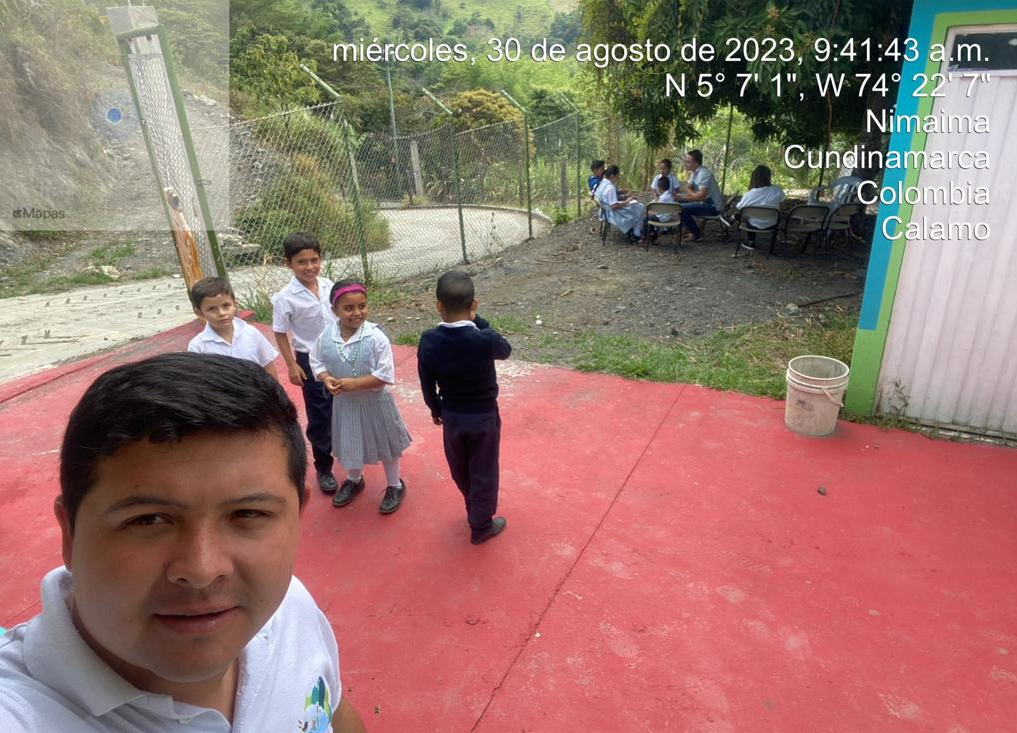 miércoles, 30 de agosto de 2023, 9:41:43 a.m.
N 5° 7' 1", W 74° 22' 7"
Nimaima
Cundinamarca
Colombia
Calamo
Mapas